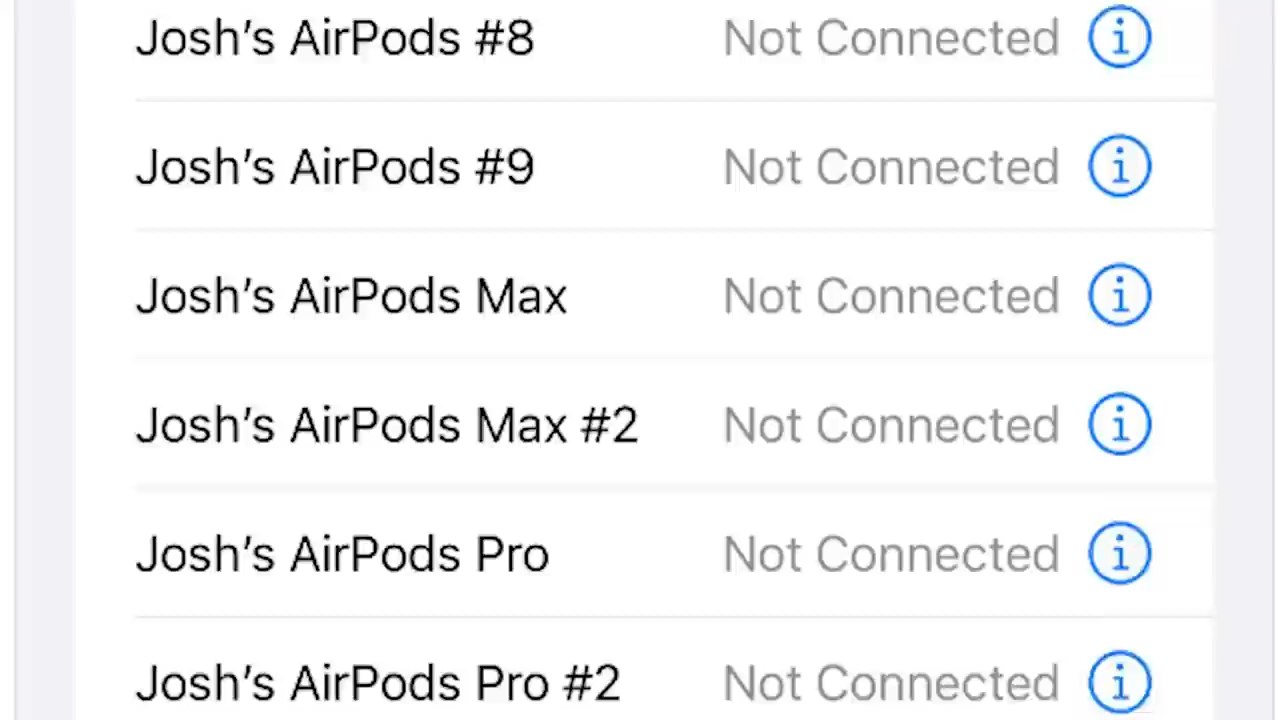 Josh's AirPods #8 Not Connected
Josh's AirPods #9 Not Connected
Josh's AirPods Max Not Connected
Josh's AirPods Max #2 Not Connected
Josh's AirPods Pro Not Connected
Josh's AirPods Pro #2 Not Connected